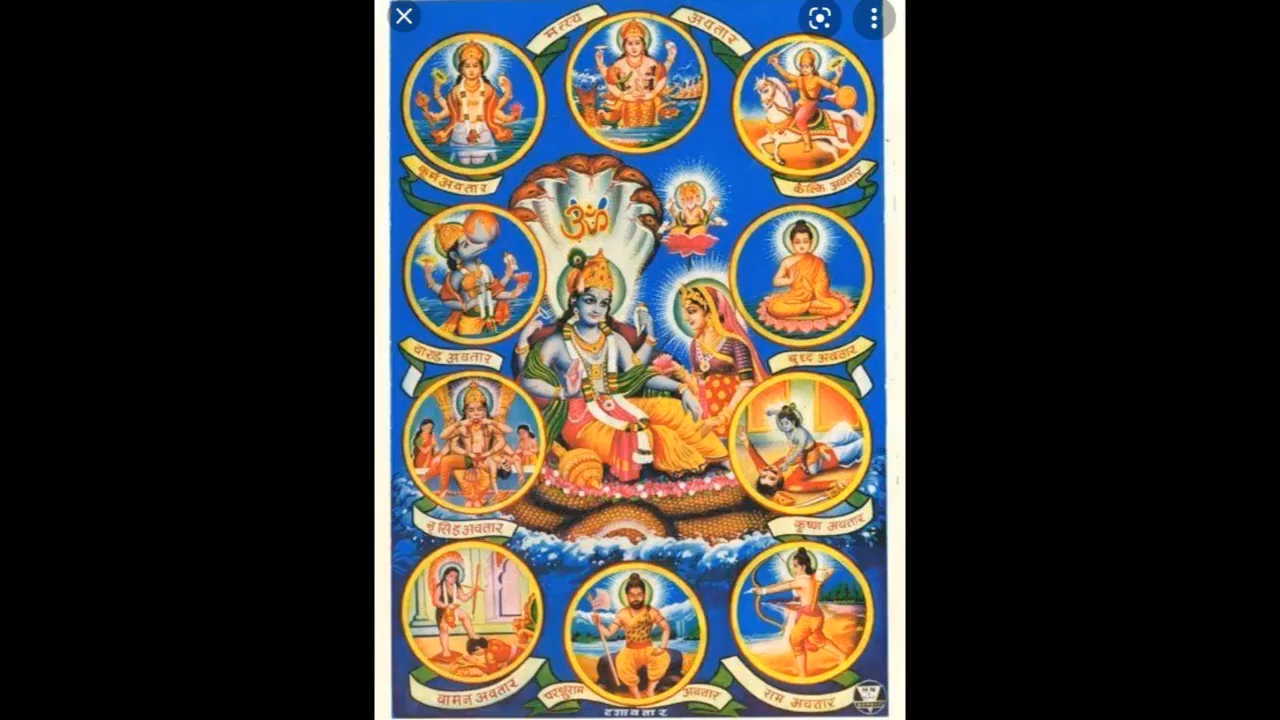 मत्स्य अवतार
कूर्म अवतार
कल्कि अवतार
वाराह अवतार
बुध्द अवतार
नृसिंह अवतार
कृष्ण अवतार
वामन अवतार
परशुराम अवतार
राम अवतार
दशावतार
ॐ